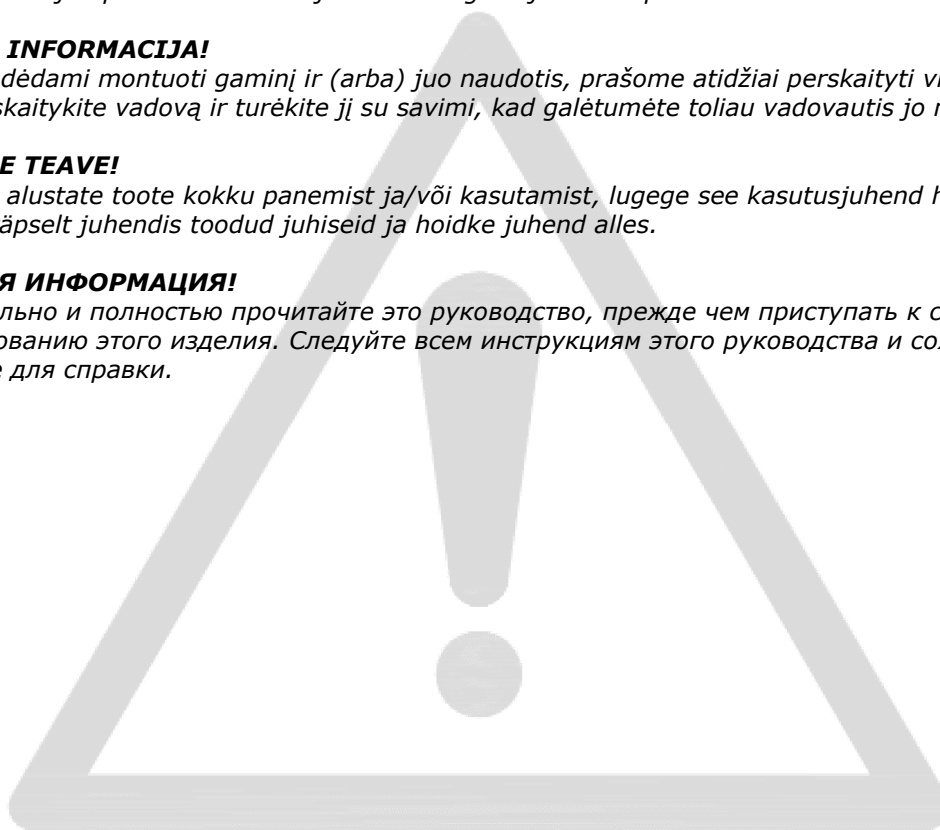 INFORMACIJA!
dėdami montuoti gaminį ir (arba) juo naudotis, prašome atidžiai perskaityti
skaitykite vadovą ir turėkite jį su savimi, kad galėtumėte toliau vadovautis jo
E TEAVE!
alustate toote kokku panemist ja/või kasutamist, lugege see kasutusjuhend
äpselt juhendis toodud juhiseid ja hoidke juhend alles.
Я ИНФОРМАЦИЯ!
льно и полностью прочитайте это руководство, прежде чем приступать к
ованию этого изделия. Следуйте всем инструкциям этого руководства и
е для справки.